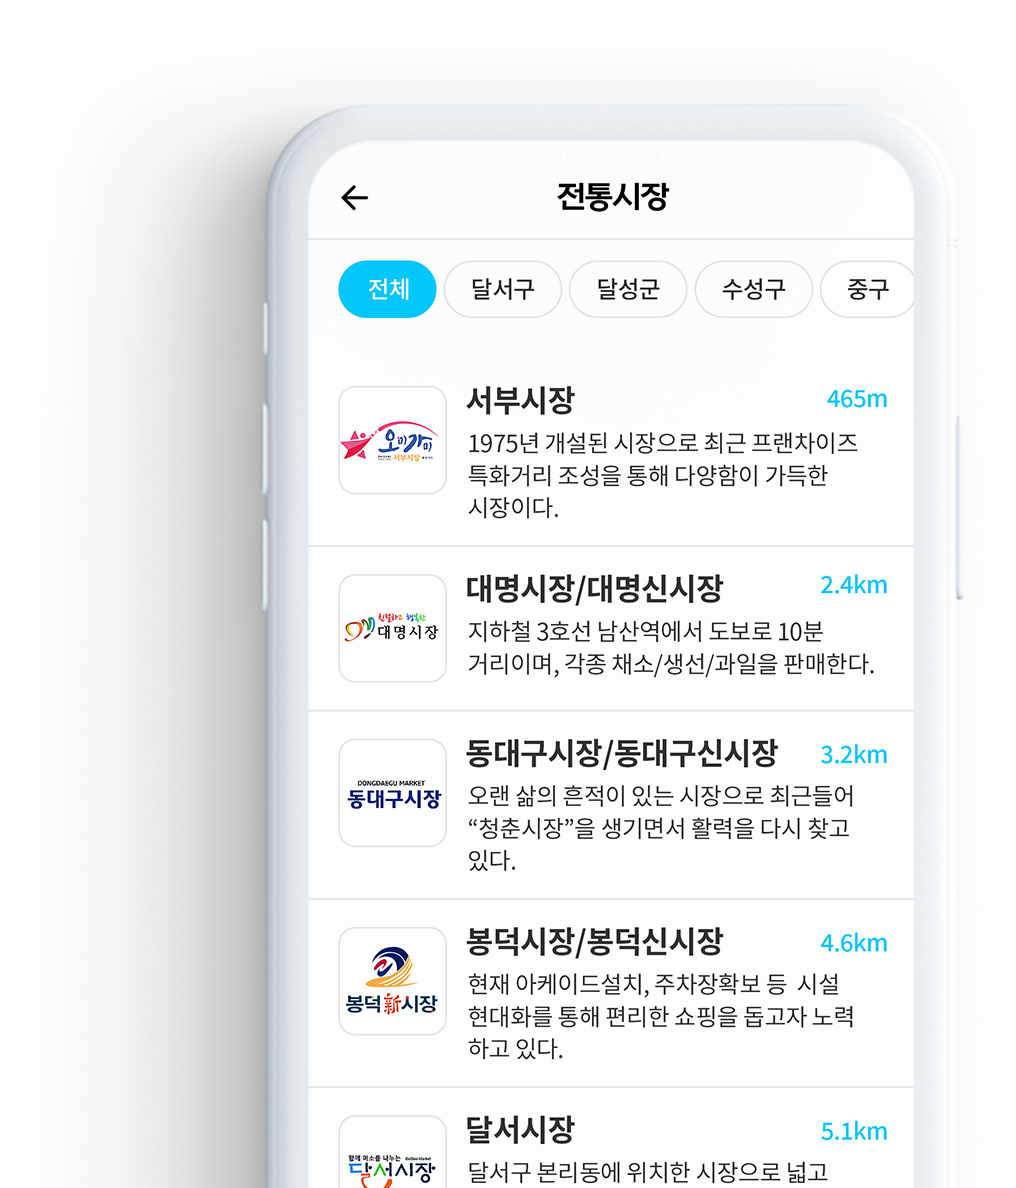 전통시장
전체 달서구 달성군 수성구 중구
오미가미
서부시장
서부시장 465m
1975년 개설된 시장으로 최근 프랜차이즈
특화거리 조성을 통해 다양함이 가득한
시장이다.
친절하고 행복한
대명시장
대명시장/대명신시장 2.4km
지하철 3호선 남산역에서 도보로 10분
거리이며, 각종 채소/생선/과일을 판매한다.
DONGDAEGU MARKET
동대구시장
동대구시장/동대구신시장 3.2km
오랜 삶의 흔적이 있는 시장으로 최근들어
“청춘시장”을 생기면서 활력을 다시 찾고
있다.
봉덕新시장
봉덕시장/봉덕신시장 4.6km
현재 아케이드설치, 주차장확보 등 시설
현대화를 통해 편리한 쇼핑을 돕고자 노력
하고 있다.
함께 미소를 나누는 DalSeo Market
달서시장
달서시장 5.1km
달서구 본리동에 위치한 시장으로 넓고